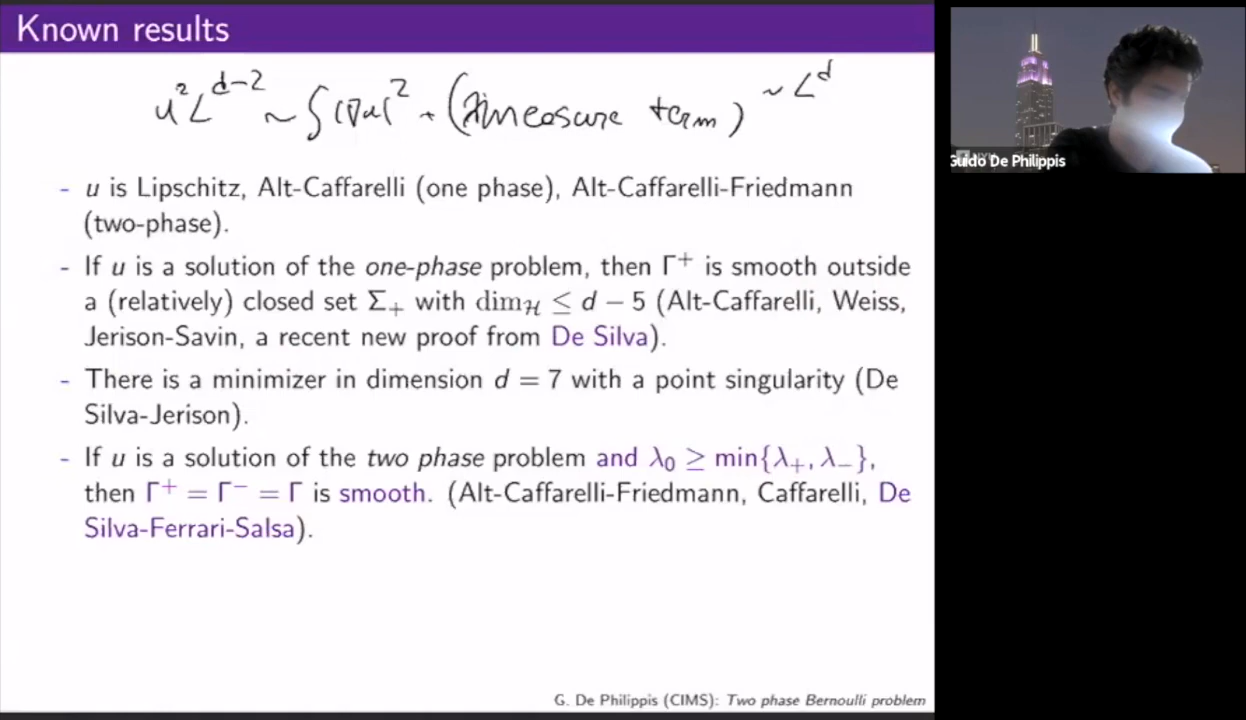 Known results
u² L^{d-2} ~ ∫|∇u|² + (measure term) ~ L^d
- u is Lipschitz, Alt-Caffarelli (one phase), Alt-Caffarelli-Friedmann
(two-phase).
- If u is a solution of the one-phase problem, then Γ⁺ is smooth outside
a (relatively) closed set Σ₊ with dim_ℋ ≤ d − 5 (Alt-Caffarelli, Weiss,
Jerison-Savin, a recent new proof from De Silva).
- There is a minimizer in dimension d = 7 with a point singularity (De
Silva-Jerison).
- If u is a solution of the two phase problem and λ₀ ≥ min{λ₊, λ₋},
then Γ⁺ = Γ⁻ = Γ is smooth. (Alt-Caffarelli-Friedmann, Caffarelli, De
Silva-Ferrari-Salsa).
G. De Philippis (CIMS): Two phase Bernoulli problem
Guido De Philippis